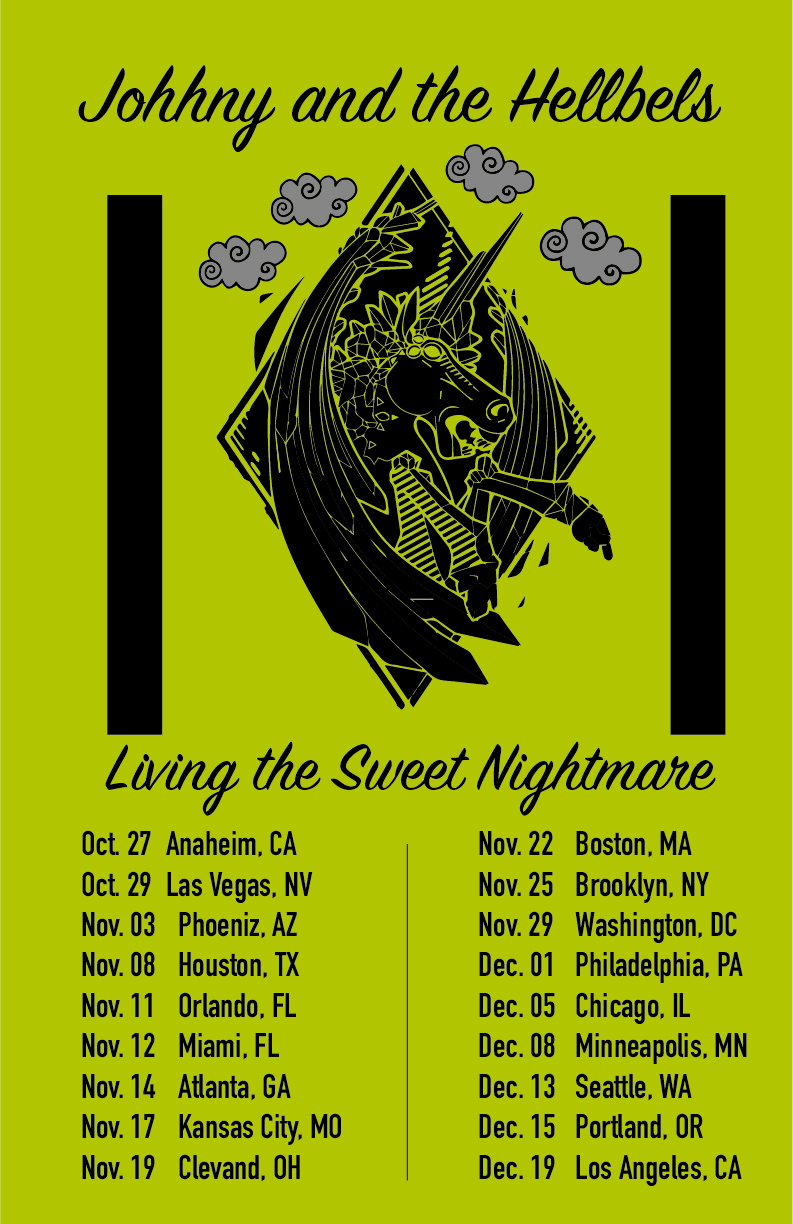 Johhny and the Hellbels
Living the Sweet Nightmare
Oct. 27 Anaheim, CA
Oct. 29 Las Vegas, NV
Nov. 03 Phoeniz, AZ
Nov. 08 Houston, TX
Nov. 11 Orlando, FL
Nov. 12 Miami, FL
Nov. 14 Atlanta, GA
Nov. 17 Kansas City, MO
Nov. 19 Clevand, OH
Nov. 22 Boston, MA
Nov. 25 Brooklyn, NY
Nov. 29 Washington, DC
Dec. 01 Philadelphia, PA
Dec. 05 Chicago, IL
Dec. 08 Minneapolis, MN
Dec. 13 Seattle, WA
Dec. 15 Portland, OR
Dec. 19 Los Angeles, CA